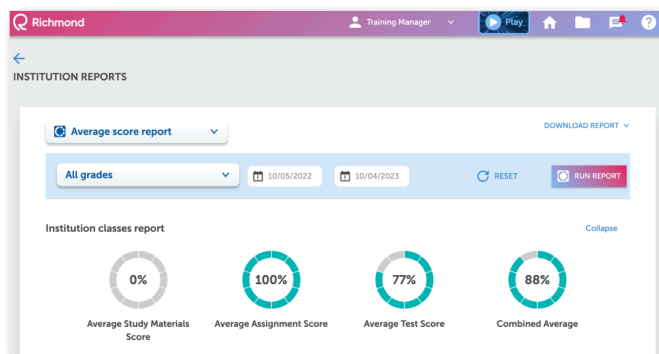 Richmond
Training Manager
Play
INSTITUTION REPORTS
Average score report
DOWNLOAD REPORT
All grades
10/05/2022
10/04/2023
RESET
RUN REPORT
Institution classes report
Collapse
0%
100%
77%
88%
Average Study Materials
Score
Average Assignment Score
Average Test Score
Combined Average